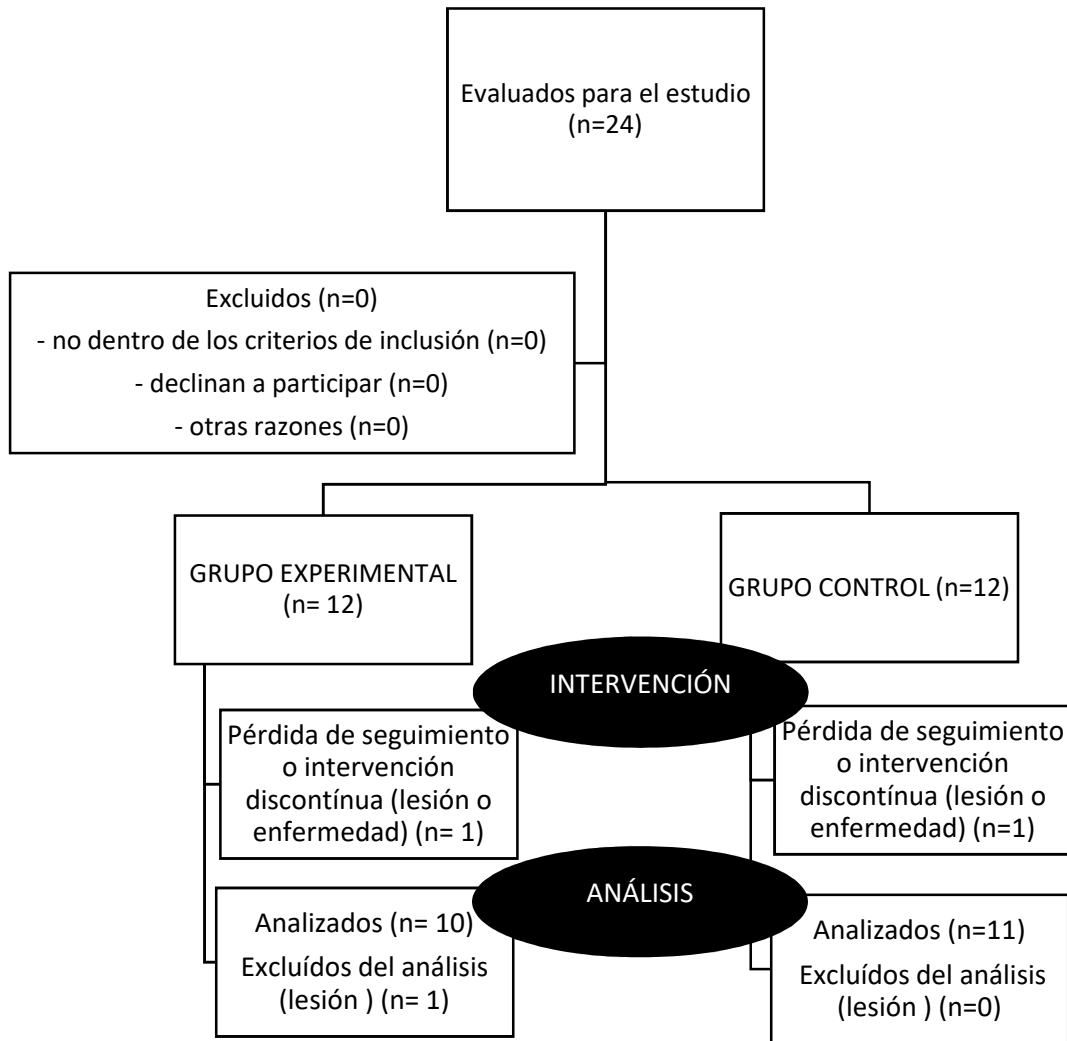 Evaluados para el estudio
(n=24)
Excluidos (n=0)
- no dentro de los criterios de inclusión (n=0)
- declinan a participar (n=0)
- otras razones (n=0)
GRUPO EXPERIMENTAL
(n= 12)
GRUPO CONTROL (n=12)
INTERVENCIÓN
Pérdida de seguimiento
o intervención
discontínua (lesión o
enfermedad) (n= 1)
Pérdida de seguimiento
o intervención
discontínua (lesión o
enfermedad) (n=1)
ANÁLISIS
Analizados (n= 10)
Excluídos del análisis
(lesión ) (n= 1)
Analizados (n=11)
Excluídos del análisis
(lesión ) (n=0)